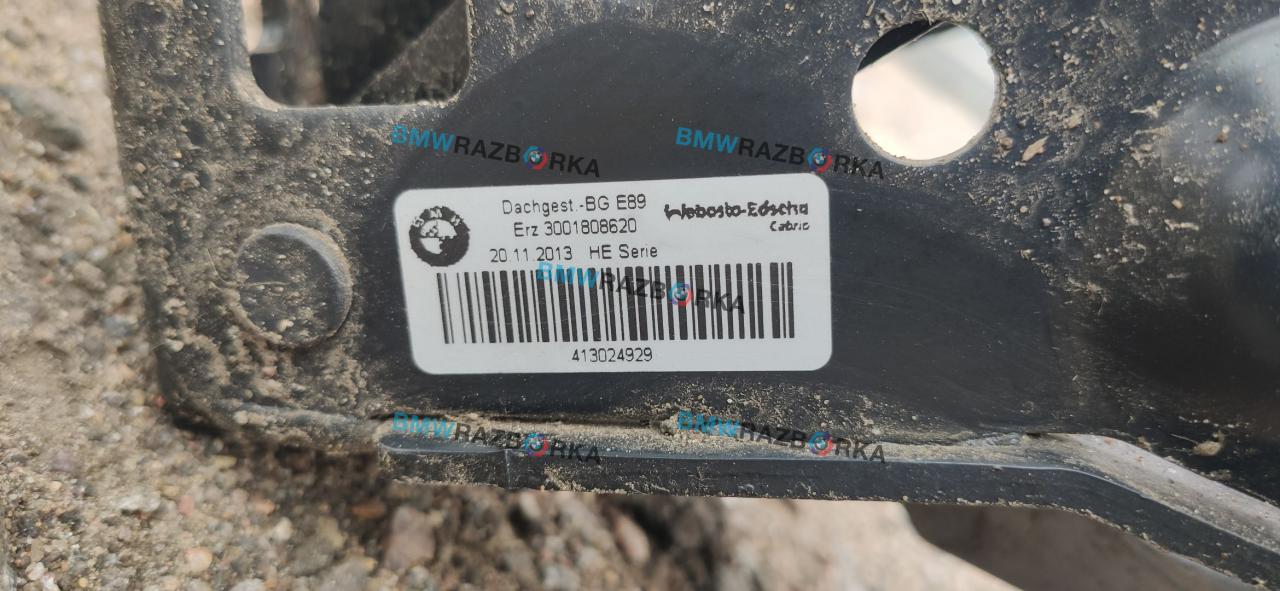 BMWRAZBORKA BMWRAZBORKA
BMW
Dachgest.-BG E89
Webasto-Edscha
Erz 3001808620
Cabrio
20.11.2013 HE Serie
BMWRAZBORKA
413024929
BMWRAZBORKA BMWRAZBORKA